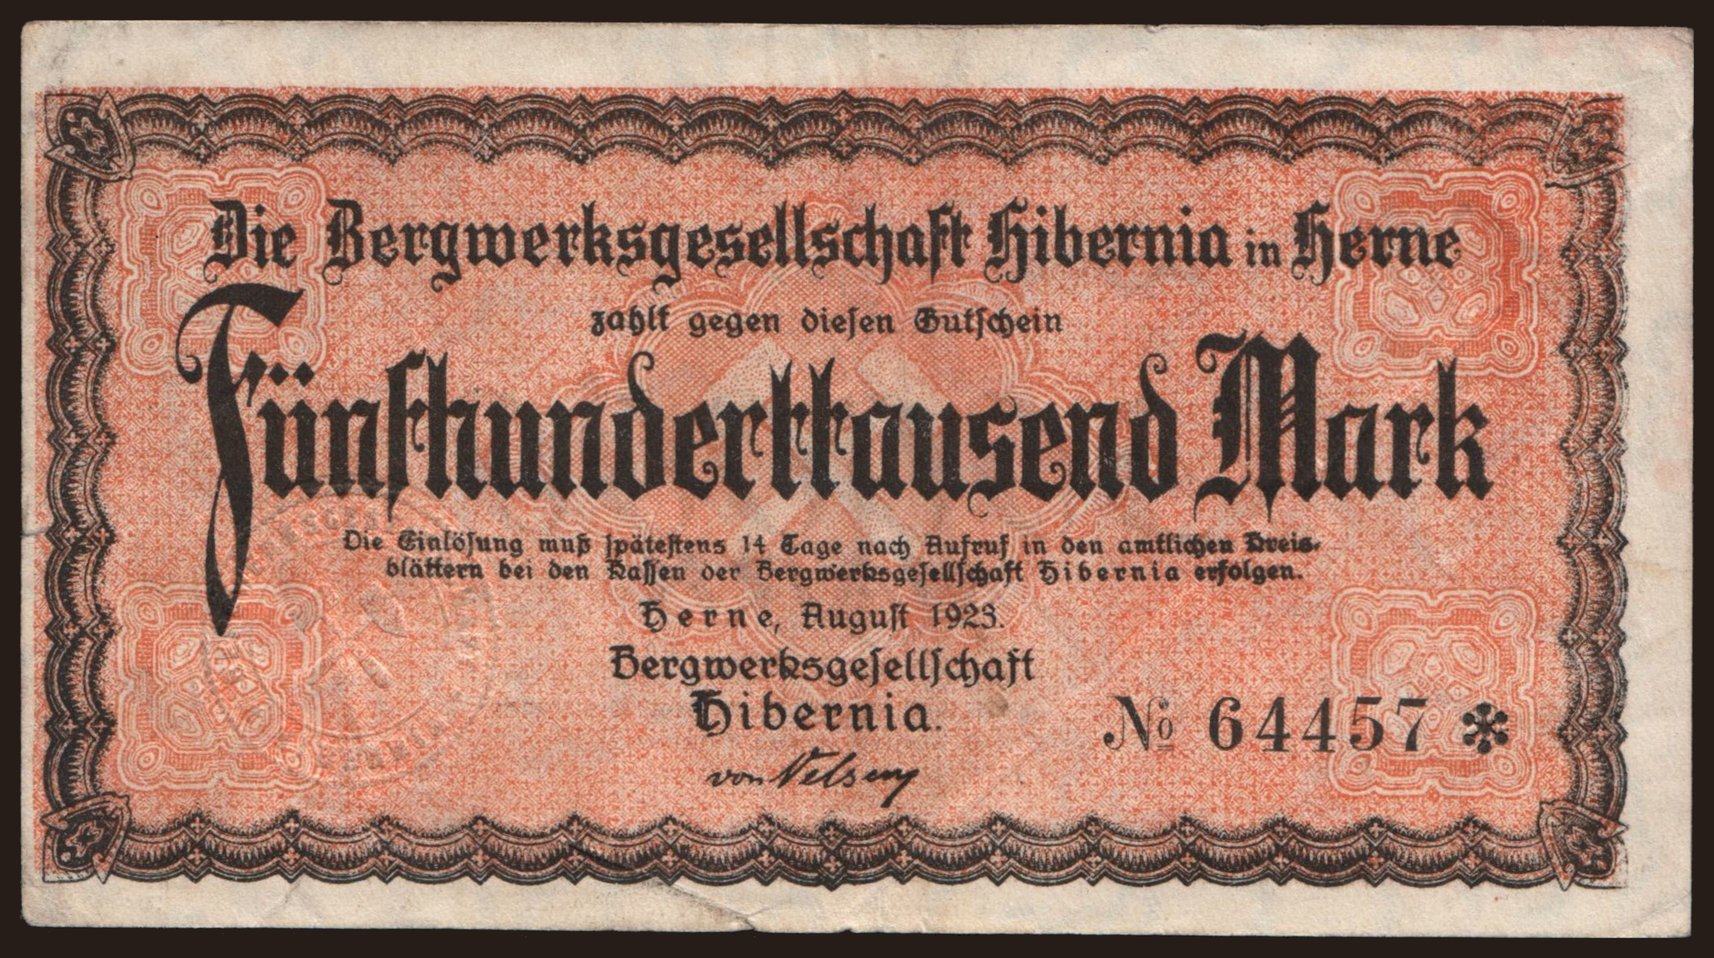 Die Bergwerksgesellschaft Hibernia in Herne
zahlt gegen diesen Gutschein
Fünfhunderttausend Mark
Die Einlösung muß spätestens 14 Tage nach Aufruf in den amtlichen Kreis-
blättern bei den Kassen der Bergwerksgesellschaft Hibernia erfolgen.
Herne, August 1923.
Bergwerksgesellschaft
Hibernia.
№ 64457 *
von Velsen